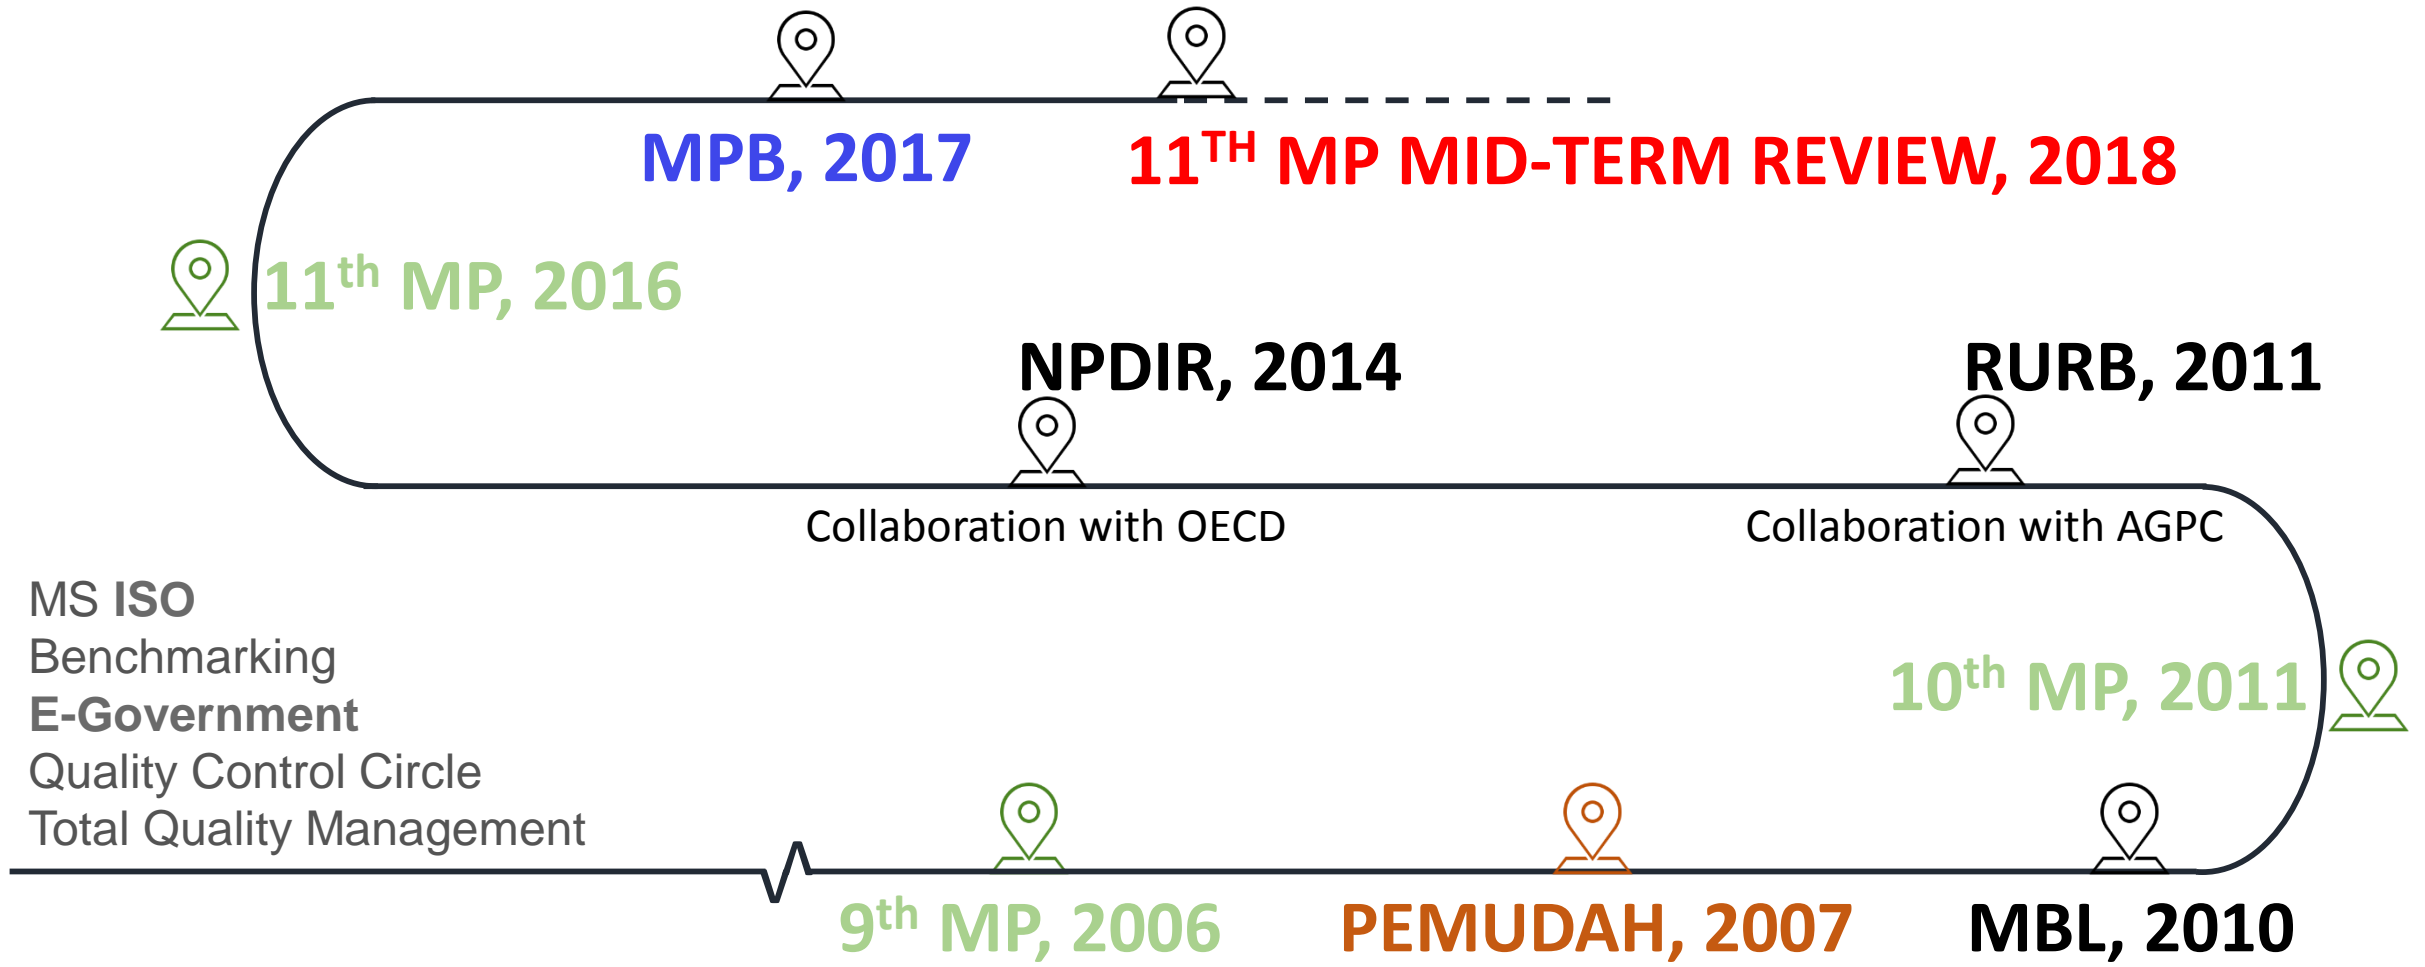 MPB, 2017
11TH MP MID-TERM REVIEW, 2018
11th MP, 2016
NPDIR, 2014
RURB, 2011
Collaboration with OECD
Collaboration with AGPC
MS ISO
Benchmarking
E-Government
Quality Control Circle
Total Quality Management
10th MP, 2011
9th MP, 2006
PEMUDAH, 2007
MBL, 2010